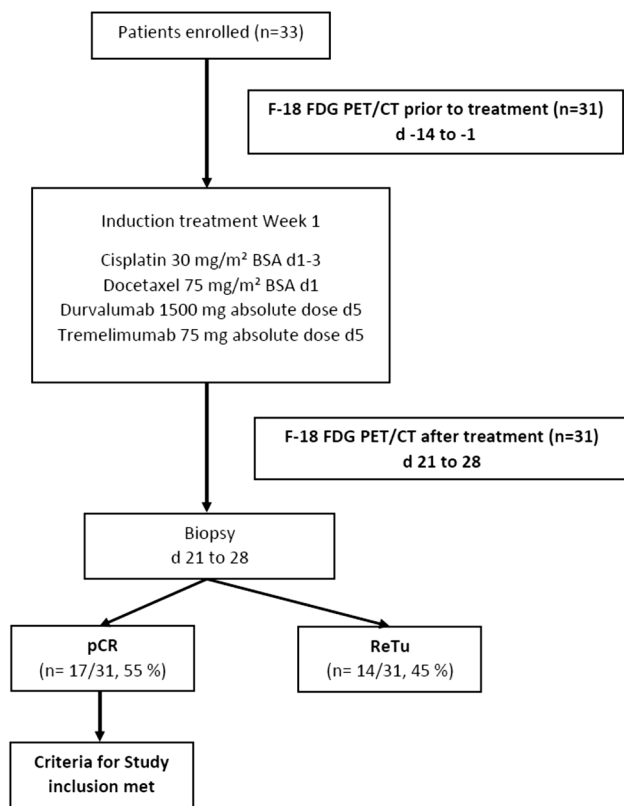 Patients enrolled (n=33)
F-18 FDG PET/CT prior to treatment (n=31)
d -14 to -1
Induction treatment Week 1
Cisplatin 30 mg/m² BSA d1-3
Docetaxel 75 mg/m² BSA d1
Durvalumab 1500 mg absolute dose d5
Tremelimumab 75 mg absolute dose d5
F-18 FDG PET/CT after treatment (n=31)
d 21 to 28
Biopsy
d 21 to 28
pCR
(n= 17/31, 55 %)
ReTu
(n= 14/31, 45 %)
Criteria for Study
inclusion met